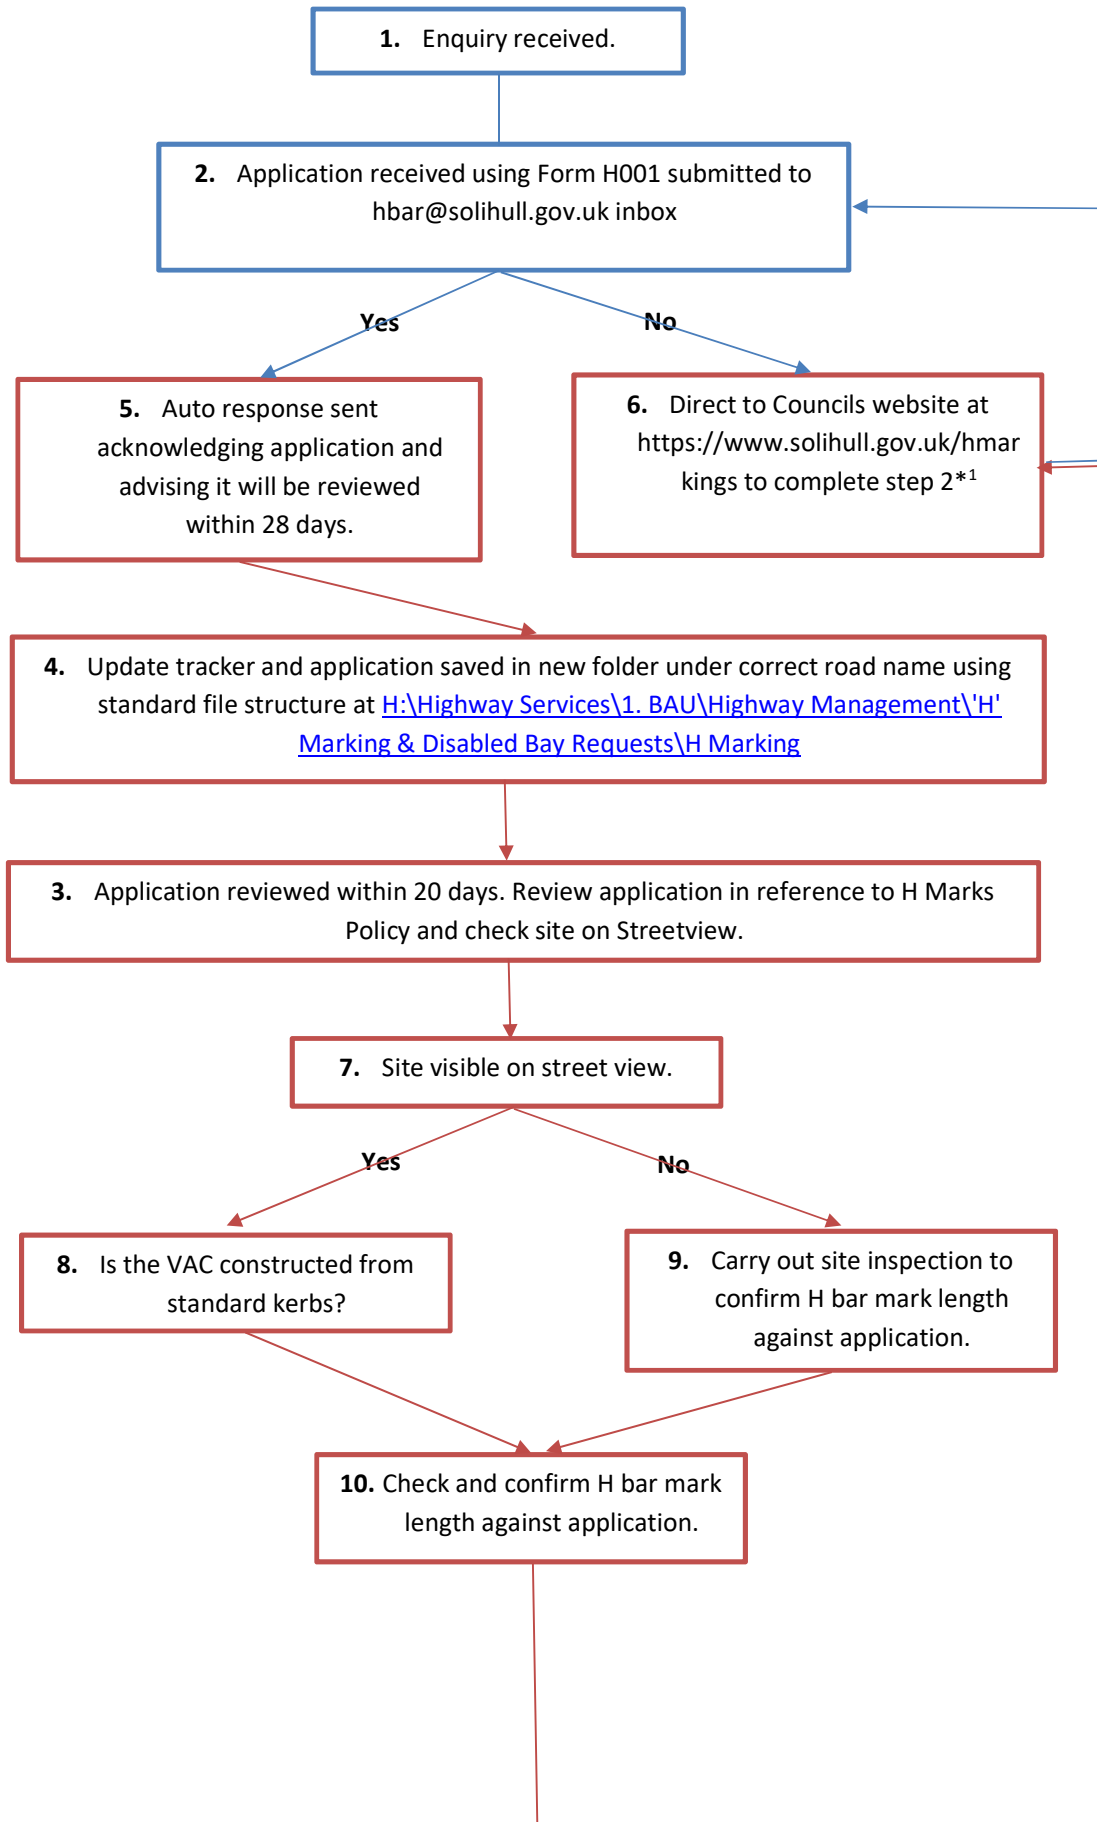 1. Enquiry received.
2. Application received using Form H001 submitted to
hbar@solihull.gov.uk inbox
Yes
No
5. Auto response sent
acknowledging application and
advising it will be reviewed
within 28 days.
6. Direct to Councils website at
https://www.solihull.gov.uk/hmar
kings to complete step 2*1
4. Update tracker and application saved in new folder under correct road name using
standard file structure at H:\Highway Services\1. BAU\Highway Management\'H'
Marking & Disabled Bay Requests\H Marking
3. Application reviewed within 20 days. Review application in reference to H Marks
Policy and check site on Streetview.
7. Site visible on street view.
Yes
No
8. Is the VAC constructed from
standard kerbs?
9. Carry out site inspection to
confirm H bar mark length
against application.
10. Check and confirm H bar mark
length against application.